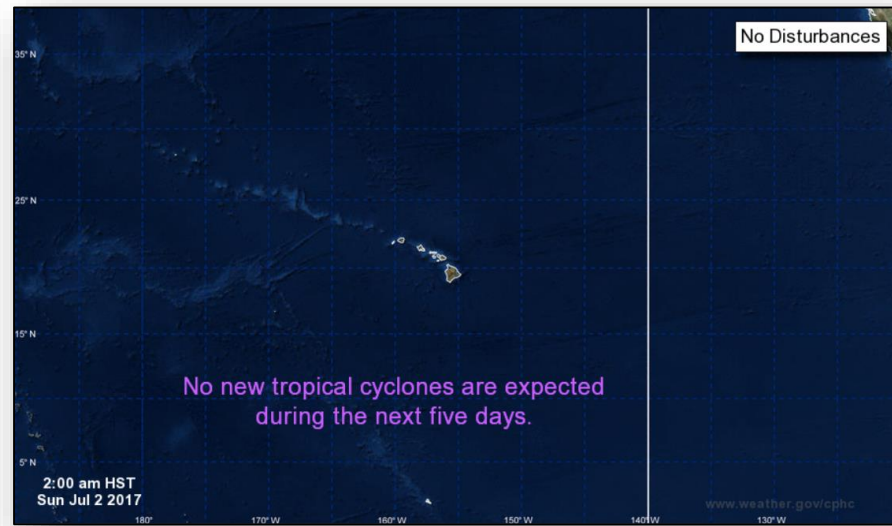 No Disturbances
35° N
25° N
15° N
No new tropical cyclones are expected
during the next five days.
5° N
2:00 am HST
Sun Jul 2 2017
www.weather.gov/cphc
180°
170° W
160° W
150° W
140° W
130° W